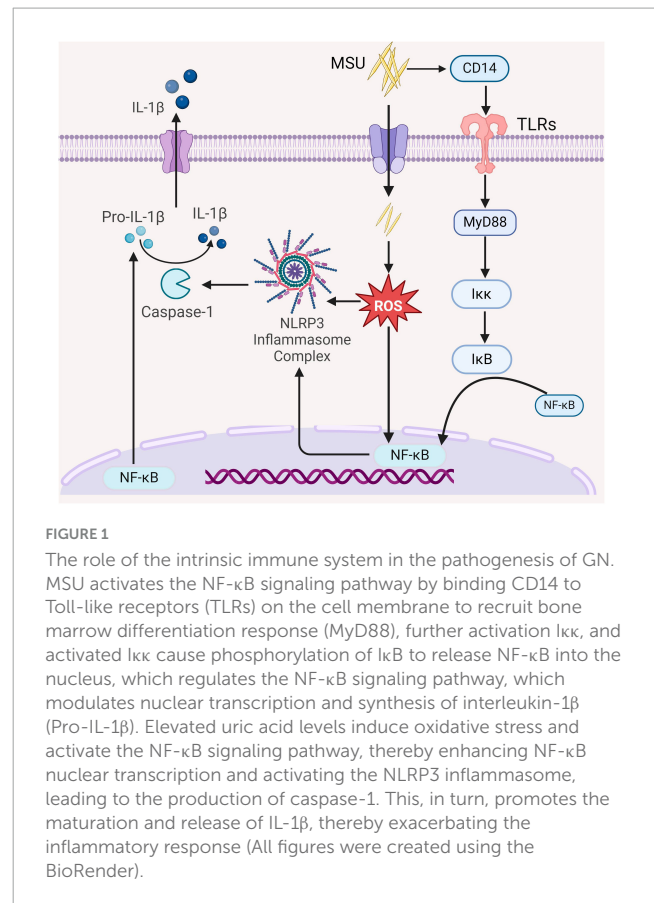 MSU
CD14
IL-1β
TLRs
Pro-IL-1β
IL-1β
MyD88
Caspase-1
NLRP3
Inflammasome
Complex
ROS
Iκκ
IκB
NF-κB
NF-κB
NF-κB
FIGURE 1
The role of the intrinsic immune system in the pathogenesis of GN.
MSU activates the NF-κB signaling pathway by binding CD14 to
Toll-like receptors (TLRs) on the cell membrane to recruit bone
marrow differentiation response (MyD88), further activation Iκκ, and
activated Iκκ cause phosphorylation of IκB to release NF-κB into the
nucleus, which regulates the NF-κB signaling pathway, which
modulates nuclear transcription and synthesis of interleukin-1β
(Pro-IL-1β). Elevated uric acid levels induce oxidative stress and
activate the NF-κB signaling pathway, thereby enhancing NF-κB
nuclear transcription and activating the NLRP3 inflammasome,
leading to the production of caspase-1. This, in turn, promotes the
maturation and release of IL-1β, thereby exacerbating the
inflammatory response (All figures were created using the
BioRender).